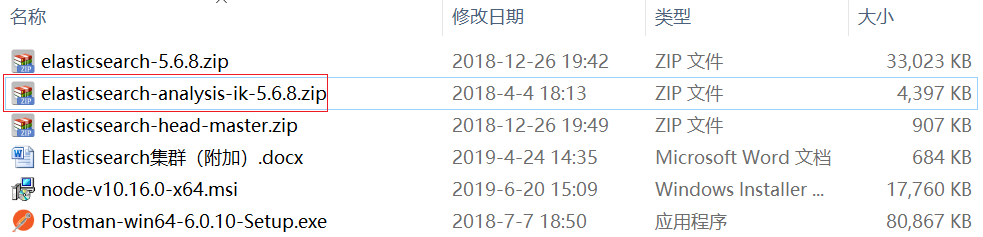 名称 修改日期 类型 大小
elasticsearch-5.6.8.zip 2018-12-26 19:42 ZIP 文件 33,023 KB
elasticsearch-analysis-ik-5.6.8.zip 2018-4-4 18:13 ZIP 文件 4,397 KB
elasticsearch-head-master.zip 2018-12-26 19:49 ZIP 文件 907 KB
Elasticsearch集群（附加）.docx 2019-4-24 14:35 Microsoft Word 文档 684 KB
node-v10.16.0-x64.msi 2019-6-20 15:09 Windows Installer ... 17,760 KB
Postman-win64-6.0.10-Setup.exe 2018-7-7 18:50 应用程序 80,867 KB